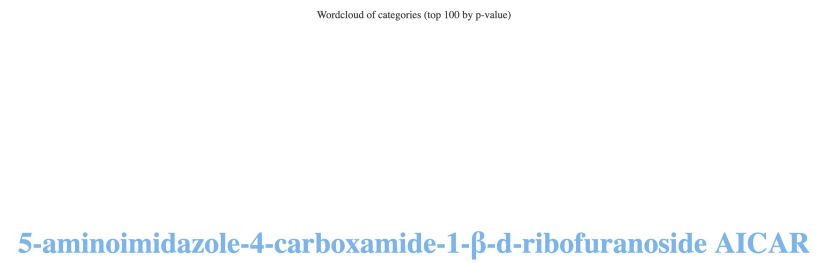 Wordcloud of categories (top 100 by p-value)
5-aminoimidazole-4-carboxamide-1-β-d-ribofuranoside AICAR